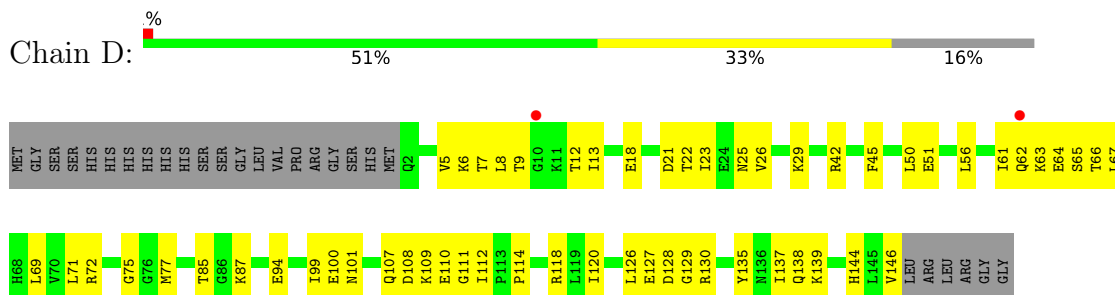 .%
Chain D:
51% 33% 16%
MET GLY SER SER HIS HIS HIS HIS HIS HIS SER SER GLY LEU VAL PRO ARG GLY SER HIS MET Q2 V5 K6 T7 L8 T9 G10 K11 T12 I13 E18 D21 T22 I23 E24 N25 V26 K29 R42 F45 L50 E51 L56 I61 Q62 K63 E64 S65 T66 L67
H68 L69 V70 L71 R72 G75 G76 M77 T85 G86 K87 E94 I99 E100 N101 Q107 D108 K109 E110 G111 I112 P113 P114 R118 L119 I120 L126 E127 D128 G129 R130 Y135 N136 I137 Q138 K139 H144 L145 V146 LEU ARG LEU ARG GLY GLY